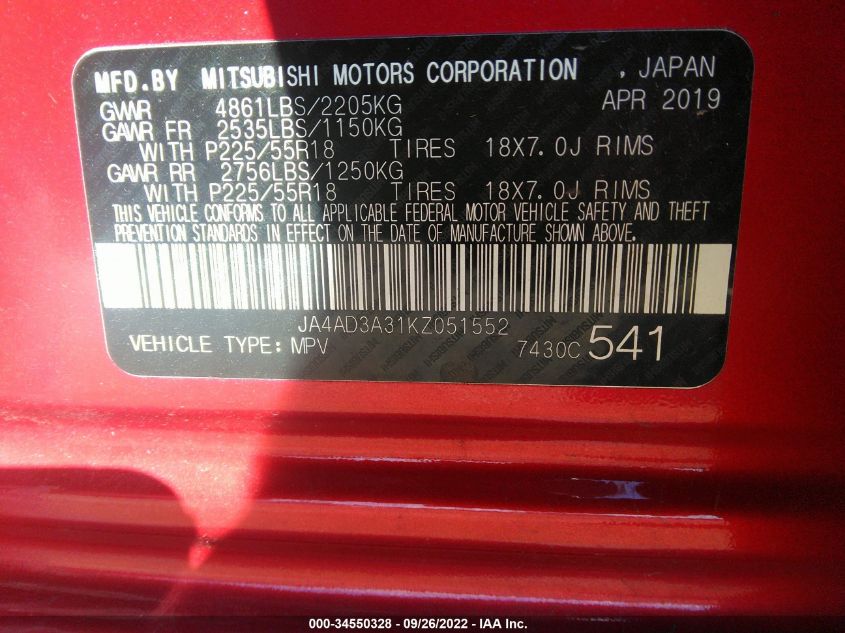 MFD.BY MITSUBISHI MOTORS CORPORATION , JAPAN
GVWR 4861LBS/2205KG APR 2019
GAWR FR 2535LBS/1150KG
WITH P225/55R18 TIRES 18X7.0J RIMS
GAWR RR 2756LBS/1250KG
WITH P225/55R18 TIRES 18X7.0J RIMS
THIS VEHICLE CONFORMS TO ALL APPLICABLE FEDERAL MOTOR VEHICLE SAFETY AND THEFT
PREVENTION STANDARDS IN EFFECT ON THE DATE OF MANUFACTURE SHOWN ABOVE.
JA4AD3A31KZ051552
VEHICLE TYPE: MPV 7430C 541
000-34550328 - 09/26/2022 - IAA Inc.